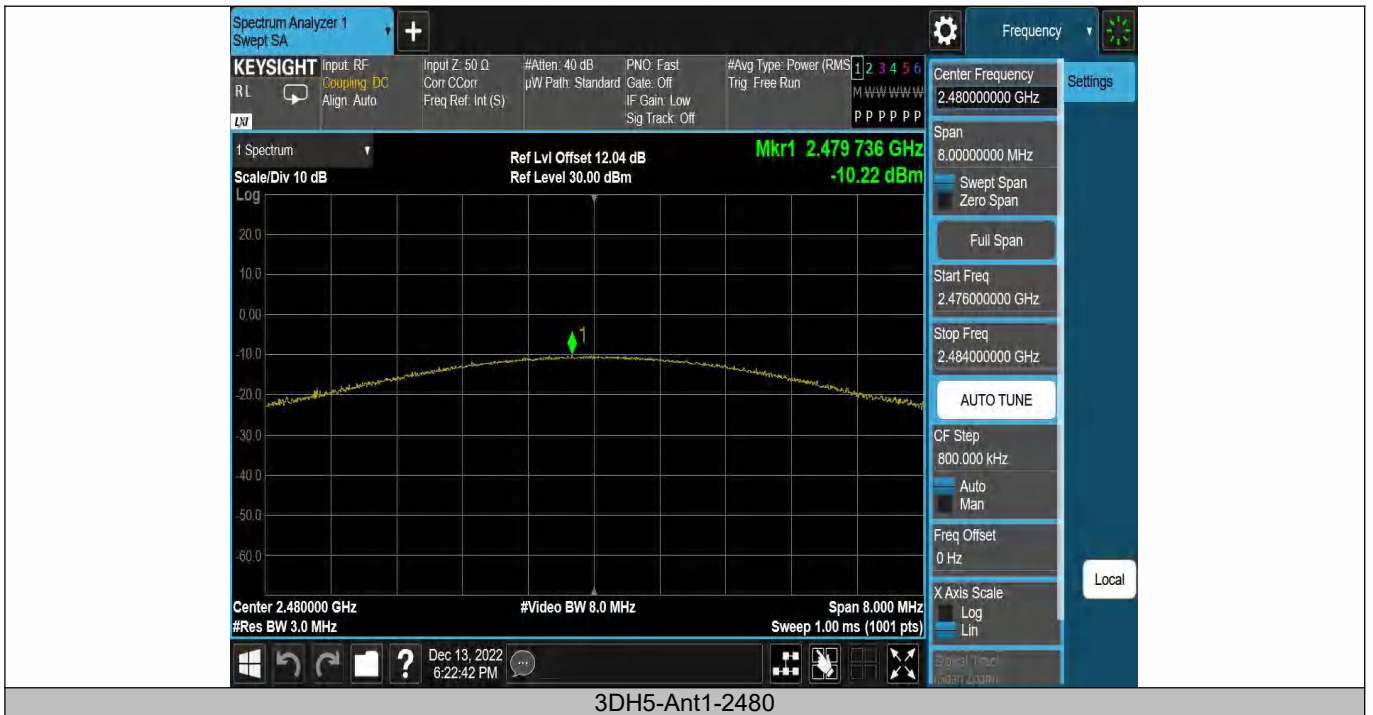 Spectrum Analyzer 1
Swept SA
+
Frequency
KEYSIGHT
Input: RF
Coupling: DC
Align: Auto
Input Z: 50 Ω
Corr CCorr
Freq Ref: Int (S)
#Atten: 40 dB
µW Path: Standard
PNO: Fast
Gate: Off
IF Gain: Low
Sig Track: Off
#Avg Type: Power (RMS
Trig: Free Run
1 2 3 4 5 6
M W W W W W
P P P P P P
RL
LXI
Center Frequency
2.480000000 GHz
Settings
Span
8.00000000 MHz
Swept Span
Zero Span
Full Span
Start Freq
2.476000000 GHz
Stop Freq
2.484000000 GHz
AUTO TUNE
CF Step
800.000 kHz
Auto
Man
Freq Offset
0 Hz
X Axis Scale
Log
Lin
Local
1 Spectrum
Scale/Div 10 dB
Log
Ref Lvl Offset 12.04 dB
Ref Level 30.00 dBm
Mkr1 2.479 736 GHz
-10.22 dBm
20.0
10.0
0.00
-10.0
-20.0
-30.0
-40.0
-50.0
-60.0
1
Center 2.480000 GHz
#Res BW 3.0 MHz
#Video BW 8.0 MHz
Span 8.000 MHz
Sweep 1.00 ms (1001 pts)
?
Dec 13, 2022
6:22:42 PM
3DH5-Ant1-2480